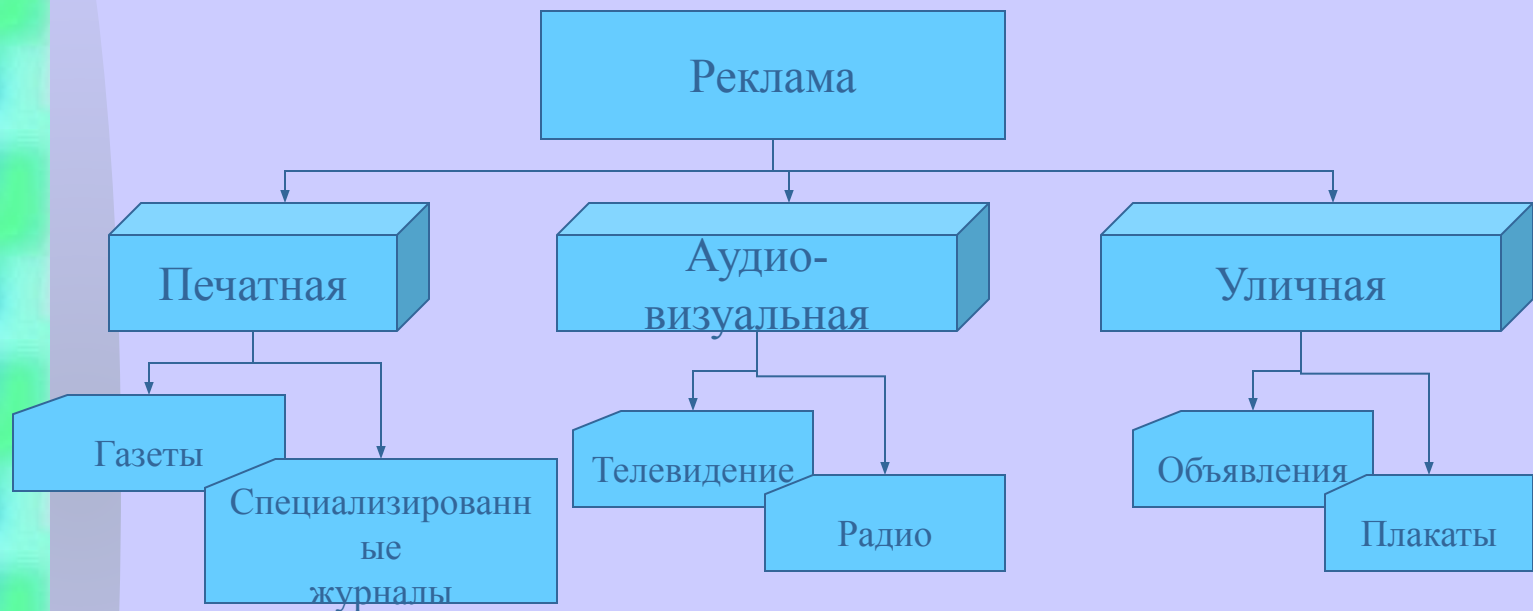 Реклама
Печатная
Аудио-
визуальная
Уличная
Газеты
Специализированн
ые
журналы
Телевидение
Радио
Объявления
Плакаты